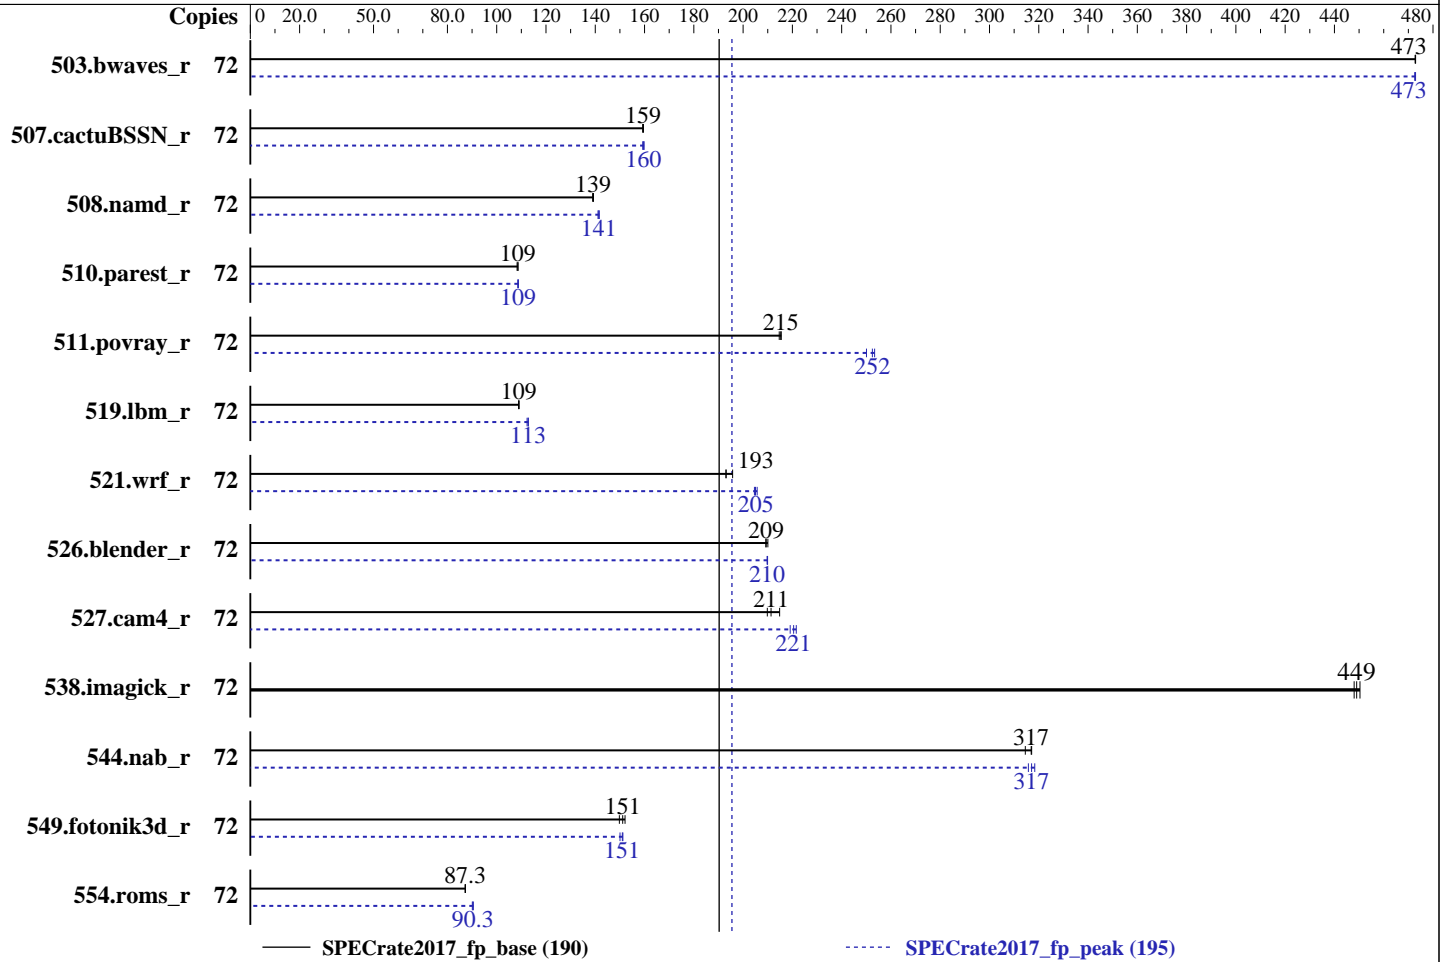 Copies 0 20.0 50.0 80.0 100 120 140 160 180 200 220 240 260 280 300 320 340 360 380 400 420 440 480
473
503.bwaves_r 72
473
159
507.cactuBSSN_r 72
160
139
508.namd_r 72
141
109
510.parest_r 72
109
215
511.povray_r 72
252
109
519.lbm_r 72
113
193
521.wrf_r 72
205
209
526.blender_r 72
210
211
527.cam4_r 72
221
449
538.imagick_r 72
317
544.nab_r 72
317
151
549.fotonik3d_r 72
151
87.3
554.roms_r 72
90.3
SPECrate2017_fp_base (190) SPECrate2017_fp_peak (195)